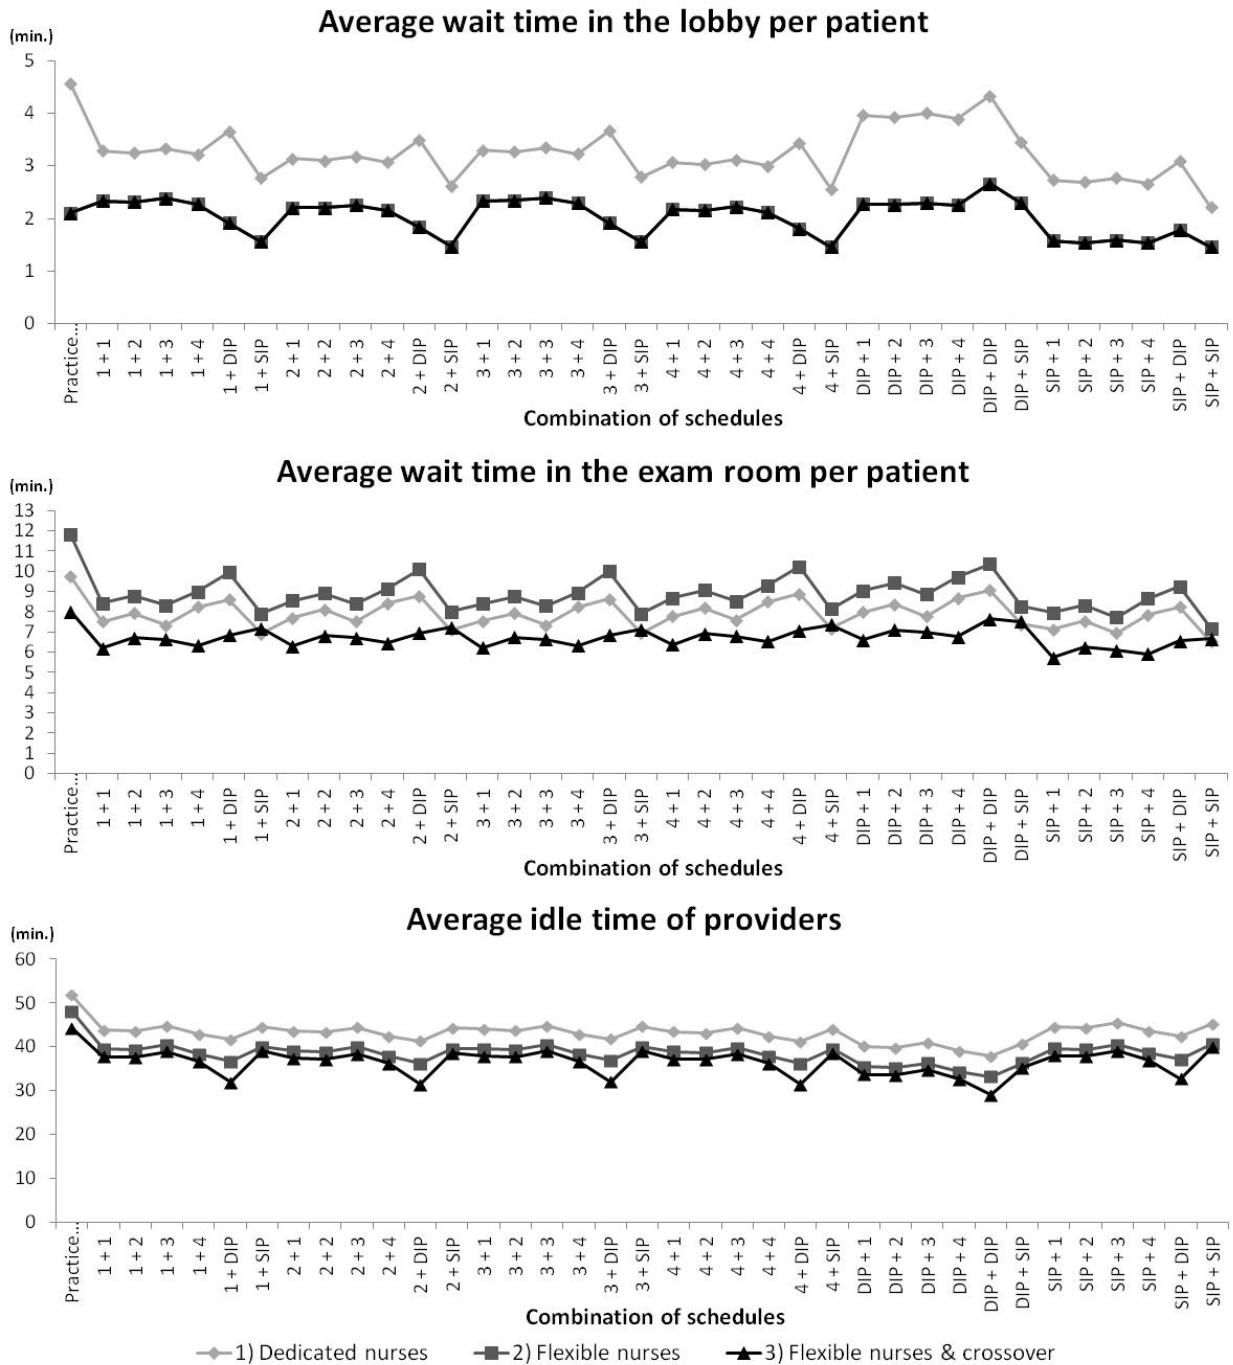 Average wait time in the lobby per patient
(min.)
5
4
3
2
1
0
Practice...
1 + 1
1 + 2
1 + 3
1 + 4
1 + DIP
1 + SIP
2 + 1
2 + 2
2 + 3
2 + 4
2 + DIP
2 + SIP
3 + 1
3 + 2
3 + 3
3 + 4
3 + DIP
3 + SIP
4 + 1
4 + 2
4 + 3
4 + 4
4 + DIP
4 + SIP
DIP + 1
DIP + 2
DIP + 3
DIP + 4
DIP + DIP
DIP + SIP
SIP + 1
SIP + 2
SIP + 3
SIP + 4
SIP + DIP
SIP + SIP
Combination of schedules
Average wait time in the exam room per patient
(min.)
13
12
11
10
9
8
7
6
5
4
3
2
1
0
Practice...
1 + 1
1 + 2
1 + 3
1 + 4
1 + DIP
1 + SIP
2 + 1
2 + 2
2 + 3
2 + 4
2 + DIP
2 + SIP
3 + 1
3 + 2
3 + 3
3 + 4
3 + DIP
3 + SIP
4 + 1
4 + 2
4 + 3
4 + 4
4 + DIP
4 + SIP
DIP + 1
DIP + 2
DIP + 3
DIP + 4
DIP + DIP
DIP + SIP
SIP + 1
SIP + 2
SIP + 3
SIP + 4
SIP + DIP
SIP + SIP
Combination of schedules
Average idle time of providers
(min.)
60
50
40
30
20
10
0
Practice...
1 + 1
1 + 2
1 + 3
1 + 4
1 + DIP
1 + SIP
2 + 1
2 + 2
2 + 3
2 + 4
2 + DIP
2 + SIP
3 + 1
3 + 2
3 + 3
3 + 4
3 + DIP
3 + SIP
4 + 1
4 + 2
4 + 3
4 + 4
4 + DIP
4 + SIP
DIP + 1
DIP + 2
DIP + 3
DIP + 4
DIP + DIP
DIP + SIP
SIP + 1
SIP + 2
SIP + 3
SIP + 4
SIP + DIP
SIP + SIP
Combination of schedules
1) Dedicated nurses 2) Flexible nurses 3) Flexible nurses & crossover